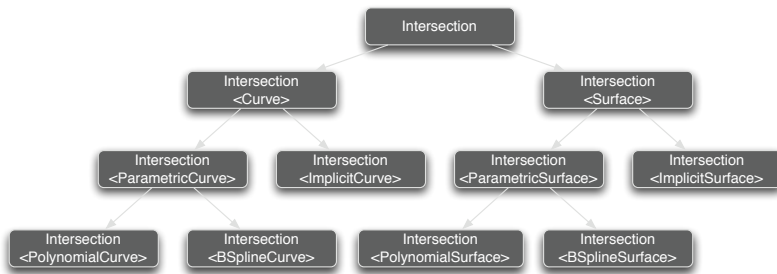 Intersection
Intersection
<Curve>
Intersection
<Surface>
Intersection
<ParametricCurve>
Intersection
<ImplicitCurve>
Intersection
<ParametricSurface>
Intersection
<ImplicitSurface>
Intersection
<PolynomialCurve>
Intersection
<BSplineCurve>
Intersection
<PolynomialSurface>
Intersection
<BSplineSurface>